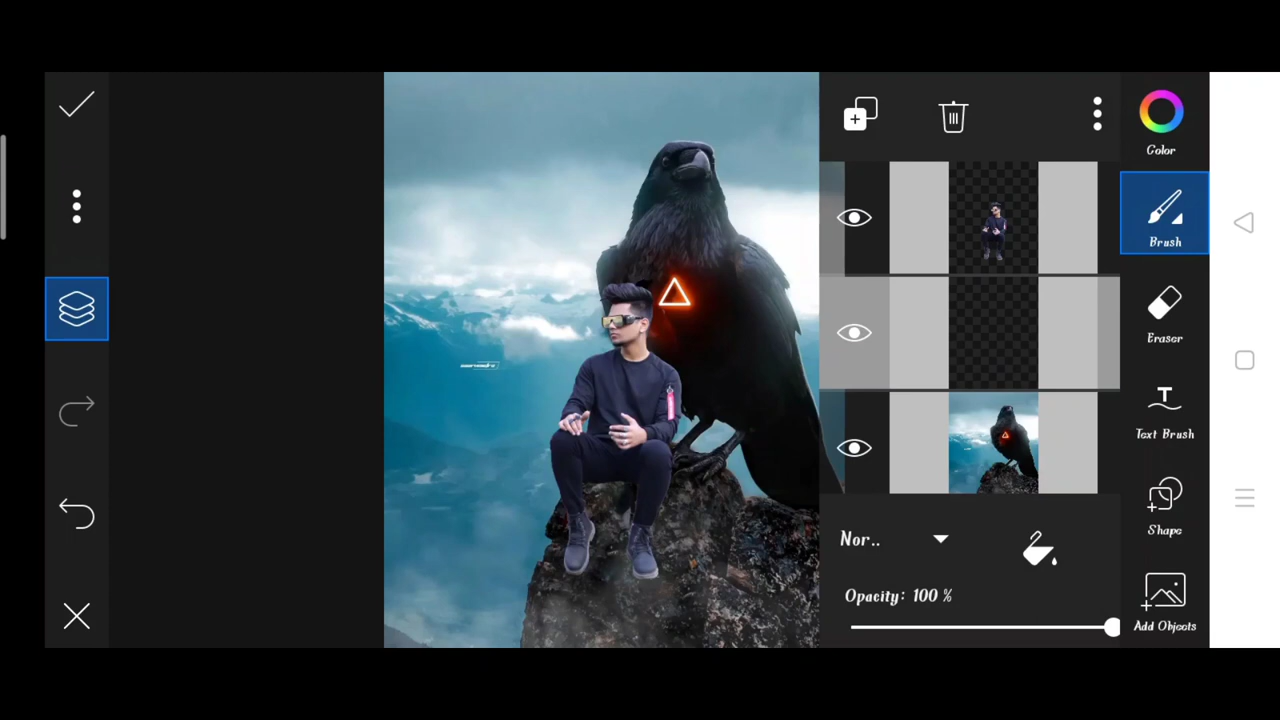 Color
Brush
Eraser
Text Brush
Shape
Add Objects
Nor..
Opacity: 100 %